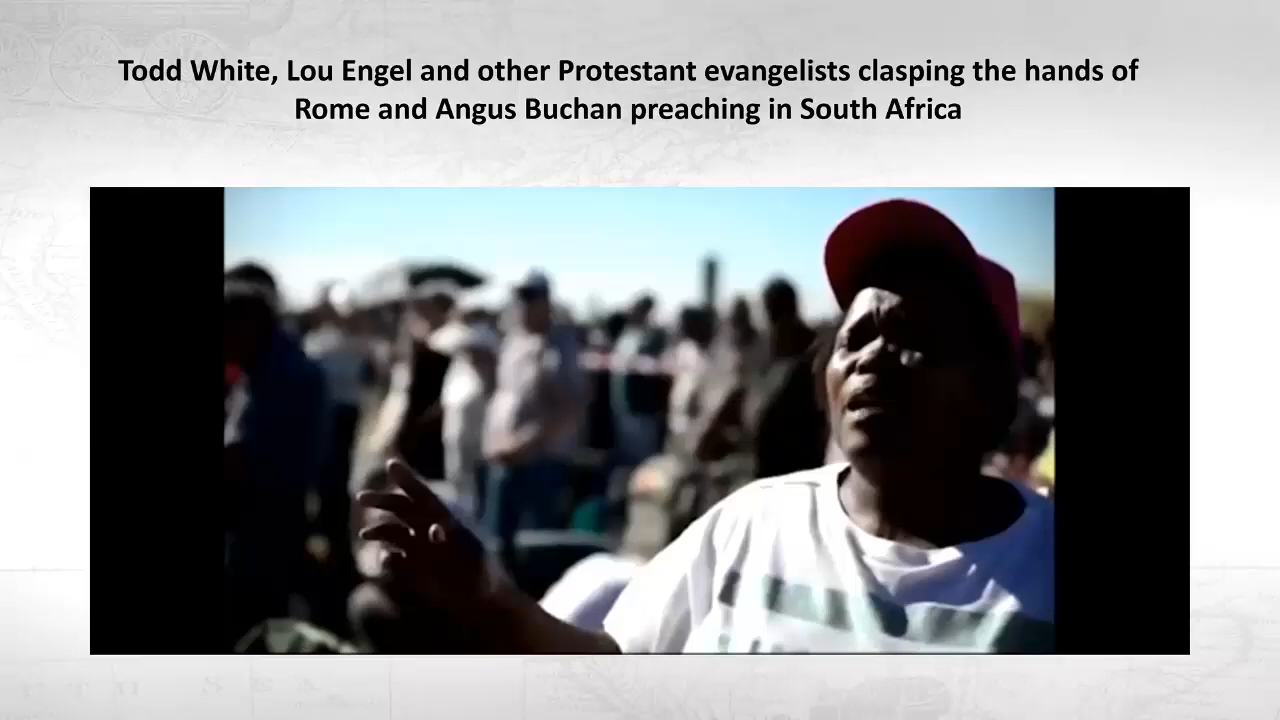 Todd White, Lou Engel and other Protestant evangelists clasping the hands of
Rome and Angus Buchan preaching in South Africa